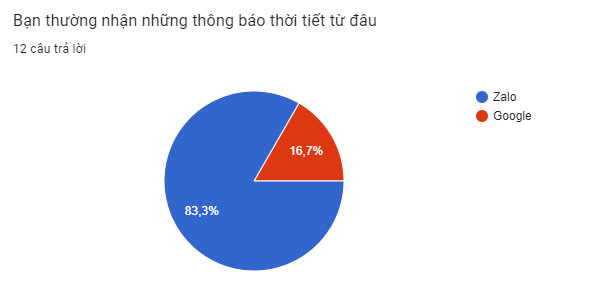 Bạn thường nhận những thông báo thời tiết từ đâu
12 câu trả lời
Zalo
Google
16,7%
83,3%